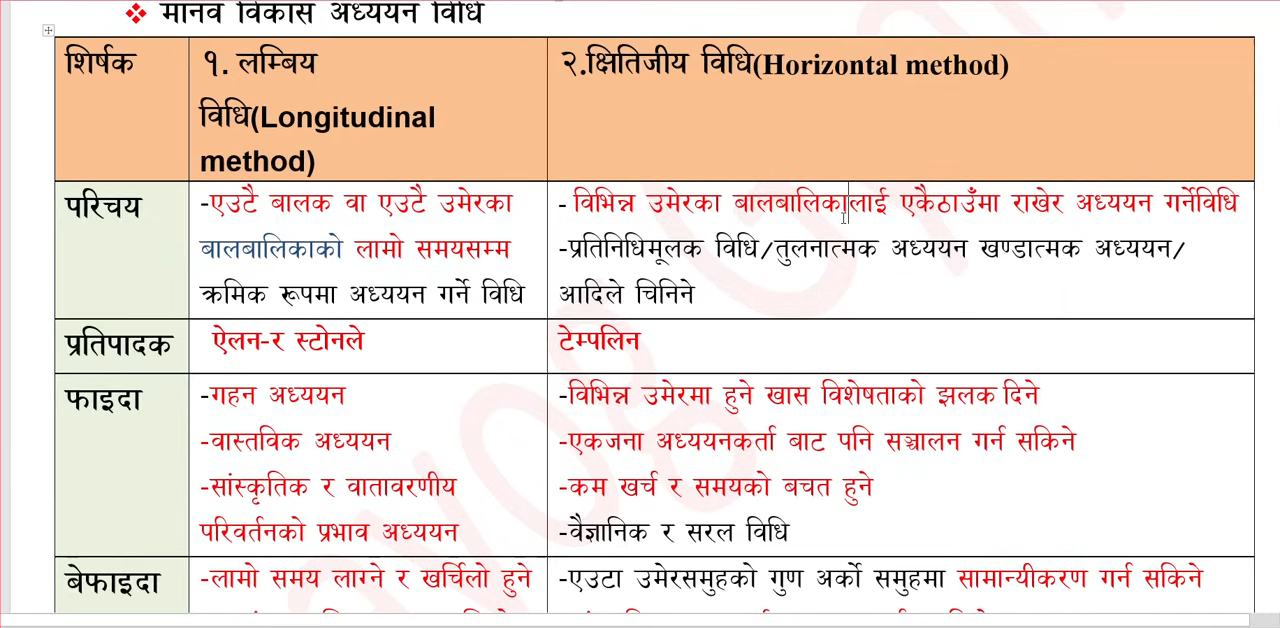 ❖ मानव विकास अध्ययन विधि
शिर्षक
१. लम्बिय
विधि(Longitudinal
method)
२.क्षितिजीय विधि(Horizontal method)
परिचय
-एउटै बालक वा एउटै उमेरका
बालबालिकाको लामो समयसम्म
क्रमिक रूपमा अध्ययन गर्ने विधि
- विभिन्न उमेरका बालबालिकालाई एकैठाउँमा राखेर अध्ययन गर्नेविधि
-प्रतिनिधिमूलक विधि/तुलनात्मक अध्ययन खण्डात्मक अध्ययन/
आदिले चिनिने
प्रतिपादक
ऐलन-र स्टोनले
टेम्पलिन
फाइदा
-गहन अध्ययन
-वास्तविक अध्ययन
-सांस्कृतिक र वातावरणीय
परिवर्तनको प्रभाव अध्ययन
-विभिन्न उमेरमा हुने खास विशेषताको झलक दिने
-एकजना अध्ययनकर्ता बाट पनि सञ्चालन गर्न सकिने
-कम खर्च र समयको बचत हुने
-वैज्ञानिक र सरल विधि
बेफाइदा
-लामो समय लाग्ने र खर्चिलो हुने
-एउटा उमेरसमुहको गुण अर्को समुहमा सामान्यीकरण गर्न सकिने